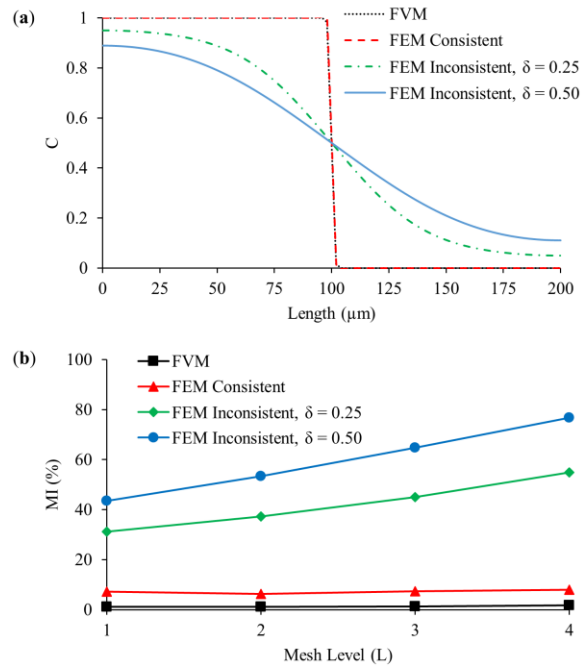 (a)
FVM
FEM Consistent
FEM Inconsistent, δ = 0.25
FEM Inconsistent, δ = 0.50
1
0.8
0.6
0.4
0.2
0
C
0 25 50 75 100 125 150 175 200
Length (µm)
(b)
FVM
FEM Consistent
FEM Inconsistent, δ = 0.25
FEM Inconsistent, δ = 0.50
100
80
60
40
20
0
MI (%)
1 2 3 4
Mesh Level (L)